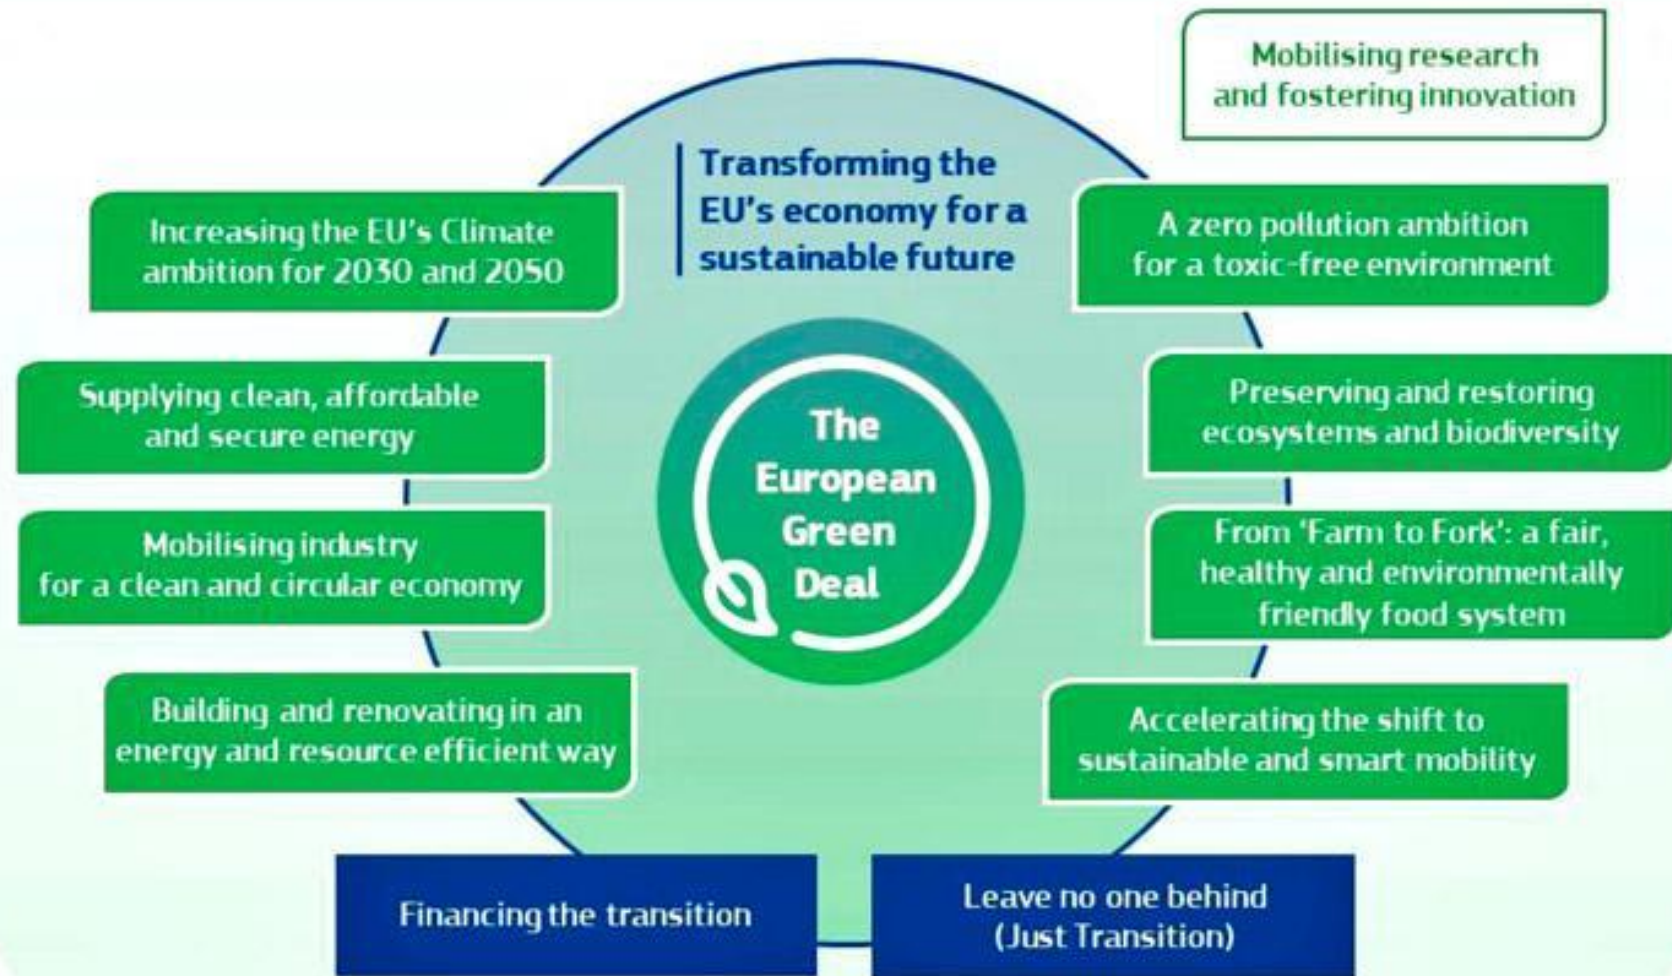 Mobilising research
and fostering innovation
Transforming the
EU's economy for a
sustainable future
Increasing the EU's Climate
ambition for 2030 and 2050
A zero pollution ambition
for a toxic-free environment
Supplying clean, affordable
and secure energy
Preserving and restoring
ecosystems and biodiversity
The
European
Green
Deal
Mobilising industry
for a clean and circular economy
From 'Farm to Fork': a fair,
healthy and environmentally
friendly food system
Building and renovating in an
energy and resource efficient way
Accelerating the shift to
sustainable and smart mobility
Financing the transition
Leave no one behind
(Just Transition)